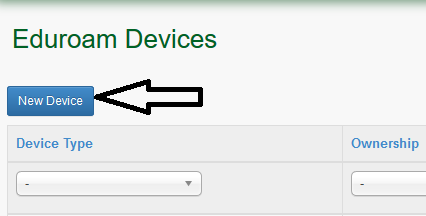 Eduroam Devices
New Device
Device Type Ownership
- -